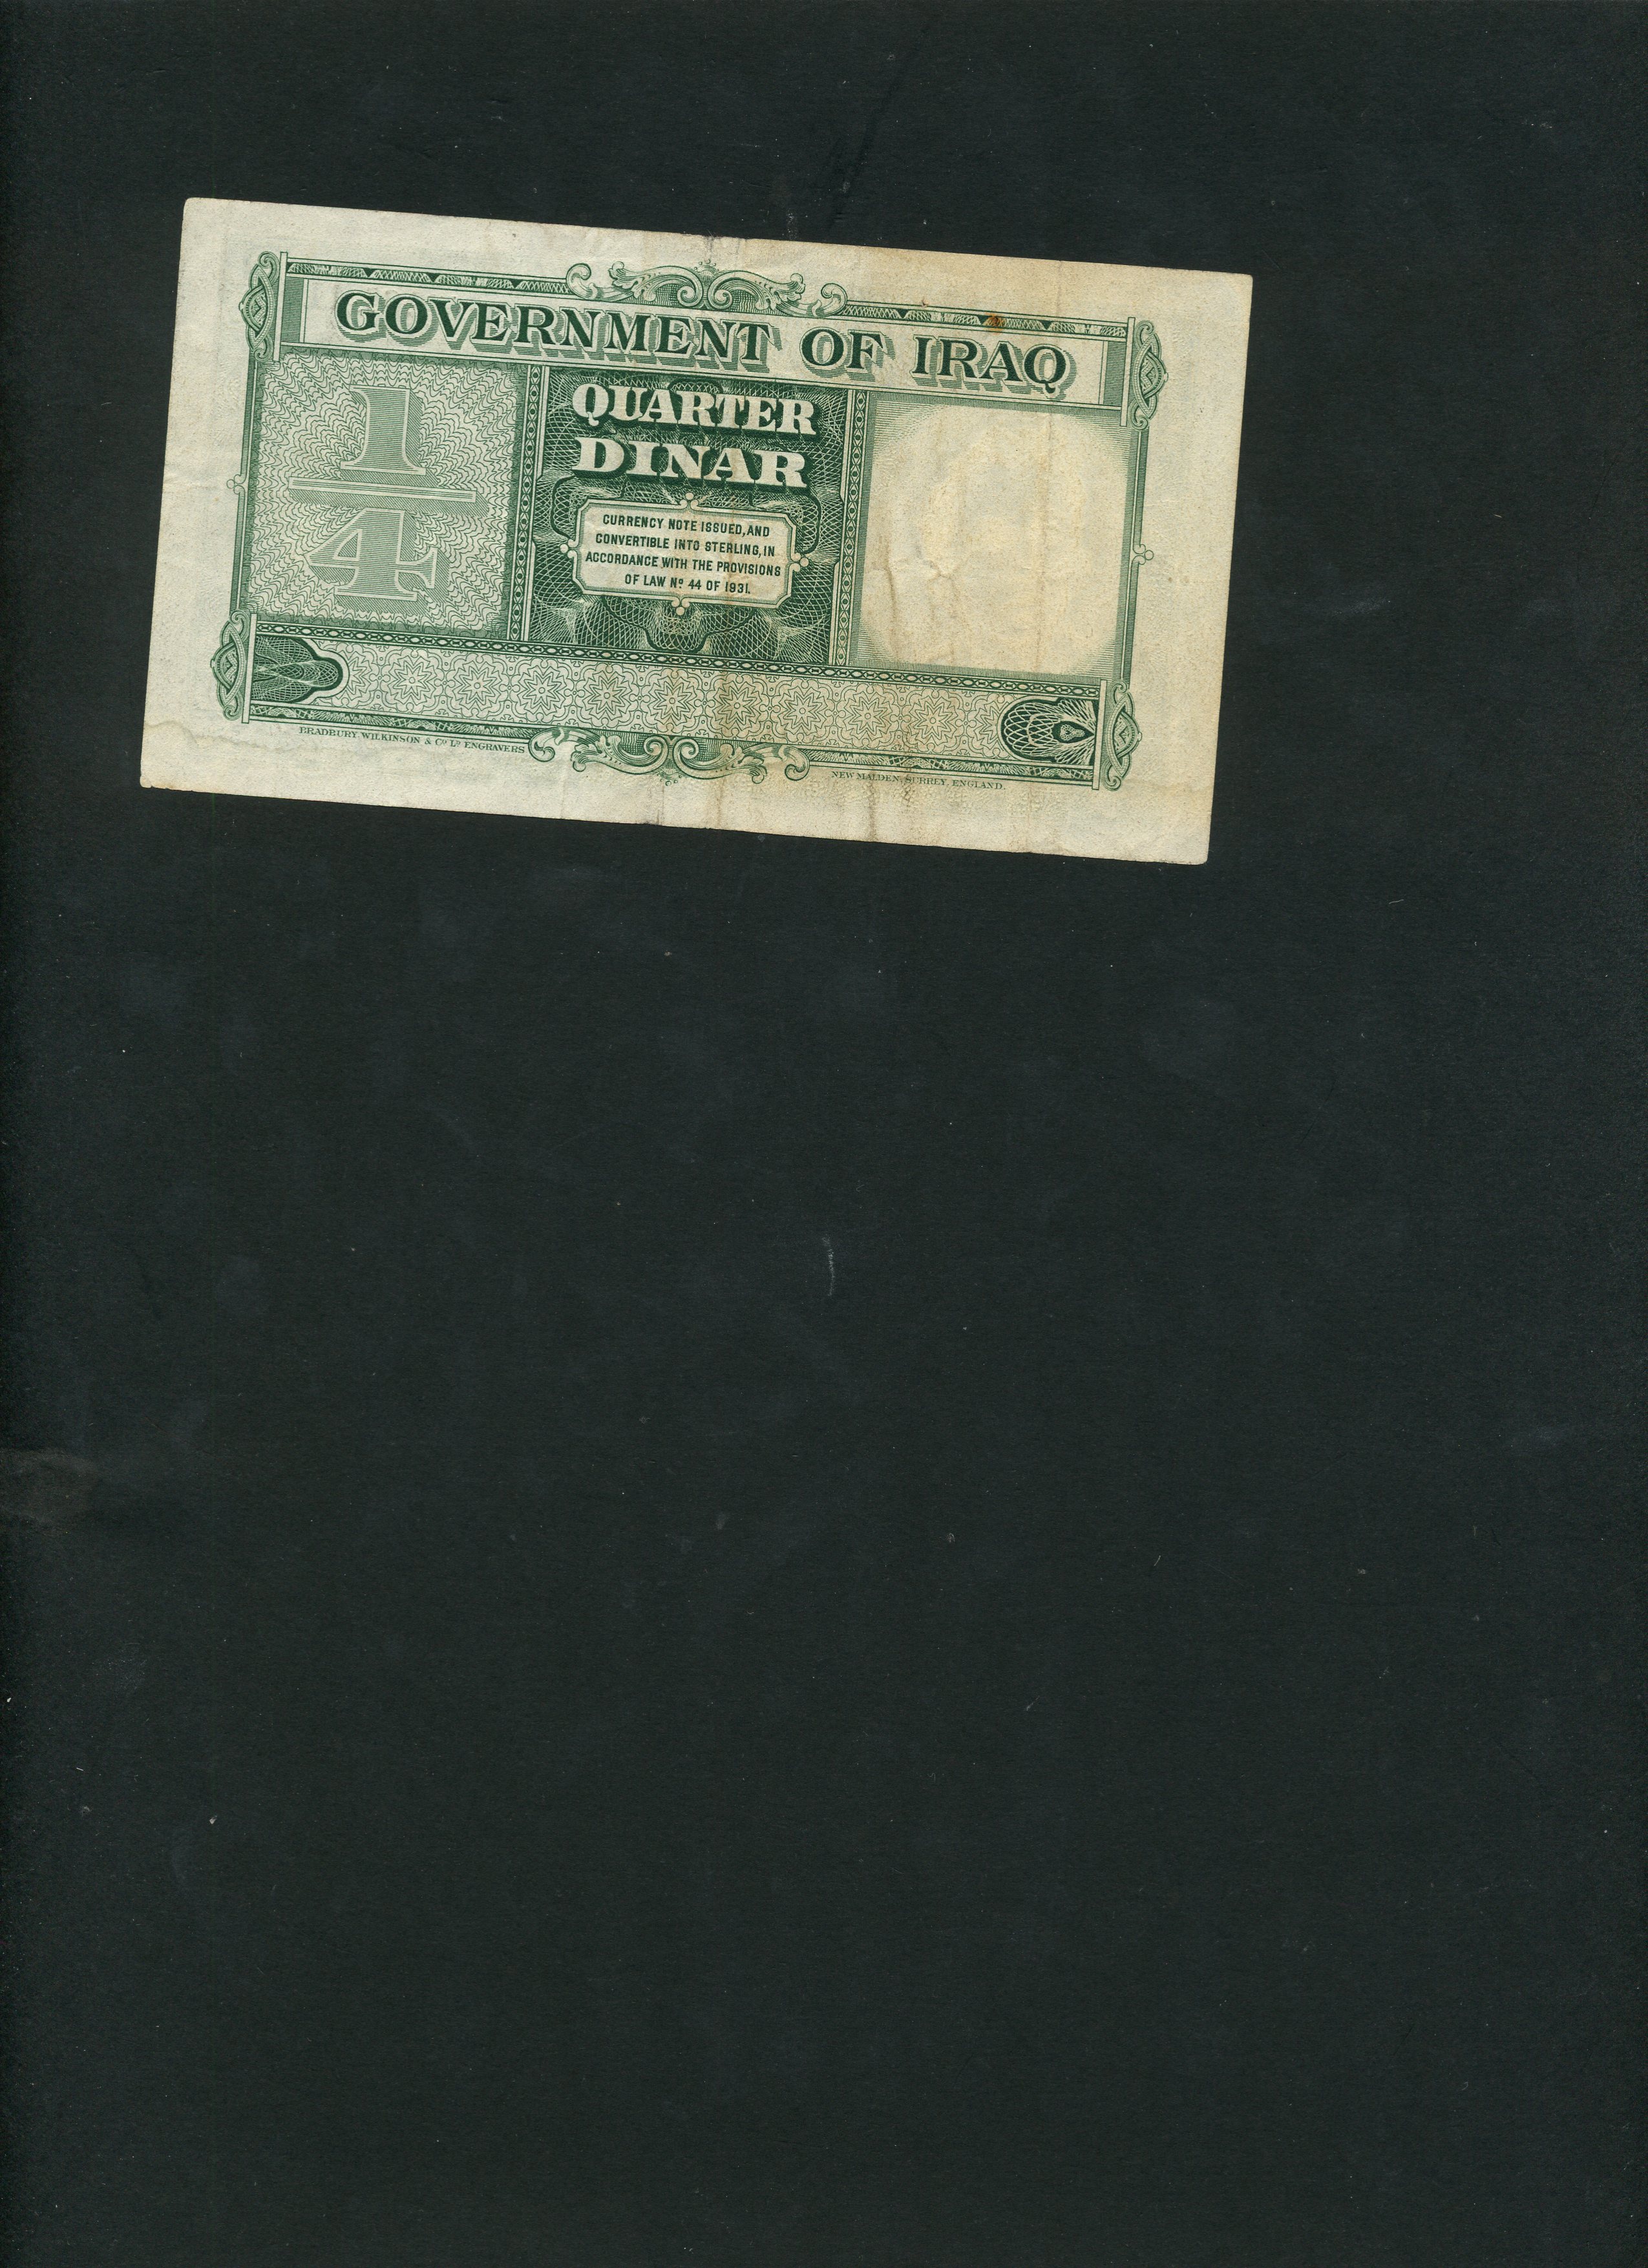 GOVERNMENT OF IRAQ
1/4
QUARTER
DINAR
CURRENCY NOTE ISSUED, AND
CONVERTIBLE INTO STERLING, IN
ACCORDANCE WITH THE PROVISIONS
OF LAW Nº 44 OF 1931.
BRADBURY, WILKINSON & Cº Lº ENGRAVERS
NEW MALDEN, SURREY, ENGLAND.